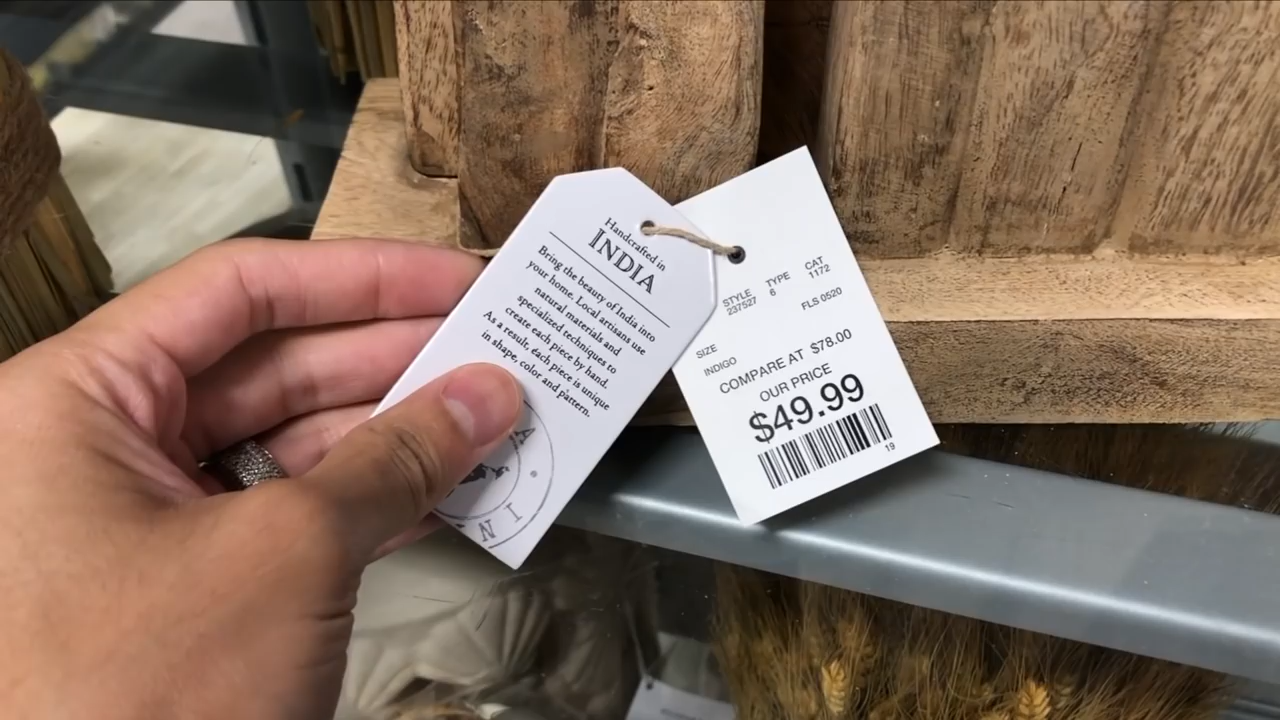 Handcrafted in
INDIA
Bring the beauty of India into
your home. Local artisans use
natural materials and
specialized techniques to
create each piece by hand.
As a result, each piece is unique
in shape, color and pattern.
STYLE TYPE CAT
237527 6 1172
FLS 0520
SIZE
INDIGO
COMPARE AT $78.00
OUR PRICE
$49.99
19